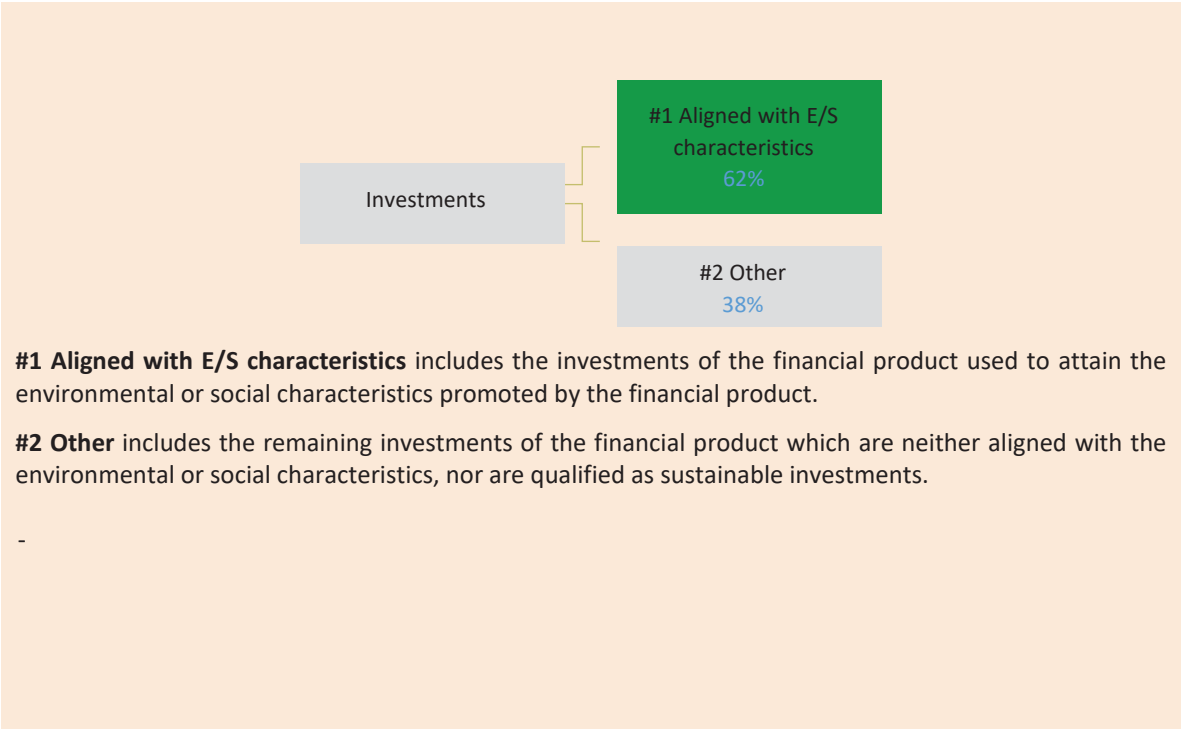 #1 Aligned with E/S
characteristics
62%
Investments
#2 Other
38%
#1 Aligned with E/S characteristics includes the investments of the financial product used to attain the
environmental or social characteristics promoted by the financial product.
#2 Other includes the remaining investments of the financial product which are neither aligned with the
environmental or social characteristics, nor are qualified as sustainable investments.
-